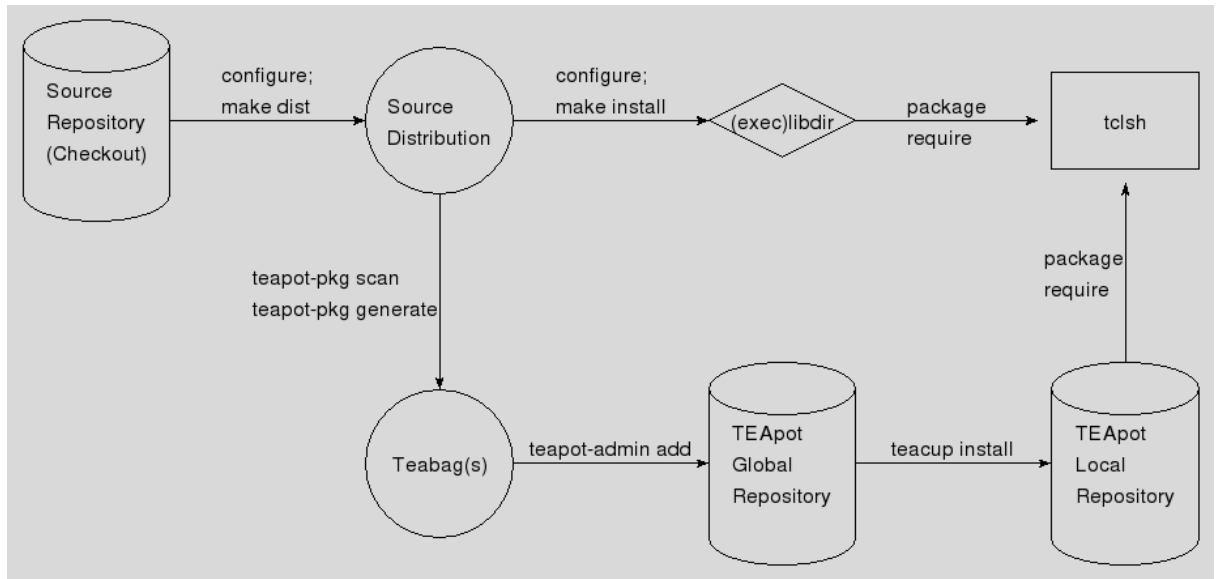 Source
Repository
(Checkout)
configure;
make dist
Source
Distribution
configure;
make install
(exec)libdir
package
require
tclsh
teapot-pkg scan
teapot-pkg generate
package
require
Teabag(s)
teapot-admin add
TEApot
Global
Repository
teacup install
TEApot
Local
Repository